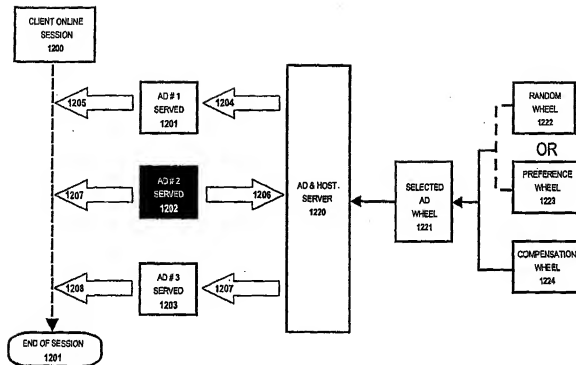 CLIENT ONLINE
SESSION
1200
1205
AD # 1
SERVED
1201
1204
1207
AD # 2
SERVED
1202
1206
1208
AD # 3
SERVED
1203
1207
END OF SESSION
1201
AD & HOST
SERVER
1220
SELECTED
AD
WHEEL
1221
RANDOM
WHEEL
1222
OR
PREFERENCE
WHEEL
1223
COMPENSATION
WHEEL
1224